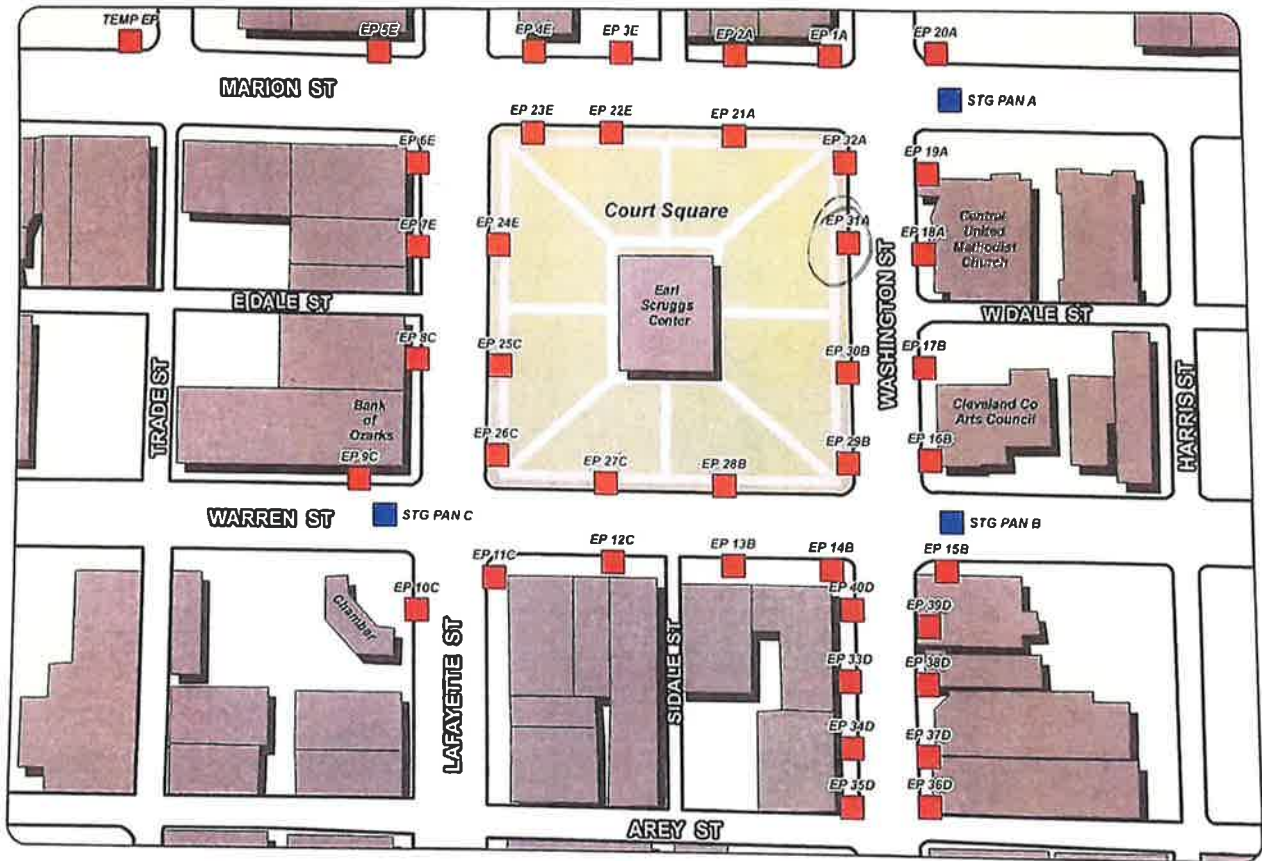 TEMP EP
EP 5E
EP 4E
EP 3E
EP 2A
EP 1A
EP 20A
MARION ST
STG PAN A
EP 23E
EP 22E
EP 21A
EP 32A
EP 6E
EP 19A
Court Square
EP 7E
EP 24E
EP 31A
EP 18A
Central
United
Methodist
Church
WASHINGTON ST
E DALE ST
Earl
Scruggs
Center
W DALE ST
EP 8C
EP 25C
EP 30B
EP 17B
TRADE ST
Bank
of
Ozarks
Cleveland Co
Arts Council
HARRIS ST
EP 9C
EP 26C
EP 27C
EP 28B
EP 29B
EP 16B
WARREN ST
STG PAN C
STG PAN B
EP 10C
EP 11C
EP 12C
EP 13B
EP 14B
EP 15B
Chamber
EP 40D
EP 39D
LAFAYETTE ST
S DALE ST
EP 33D
EP 38D
EP 34D
EP 37D
EP 35D
EP 36D
AREY ST